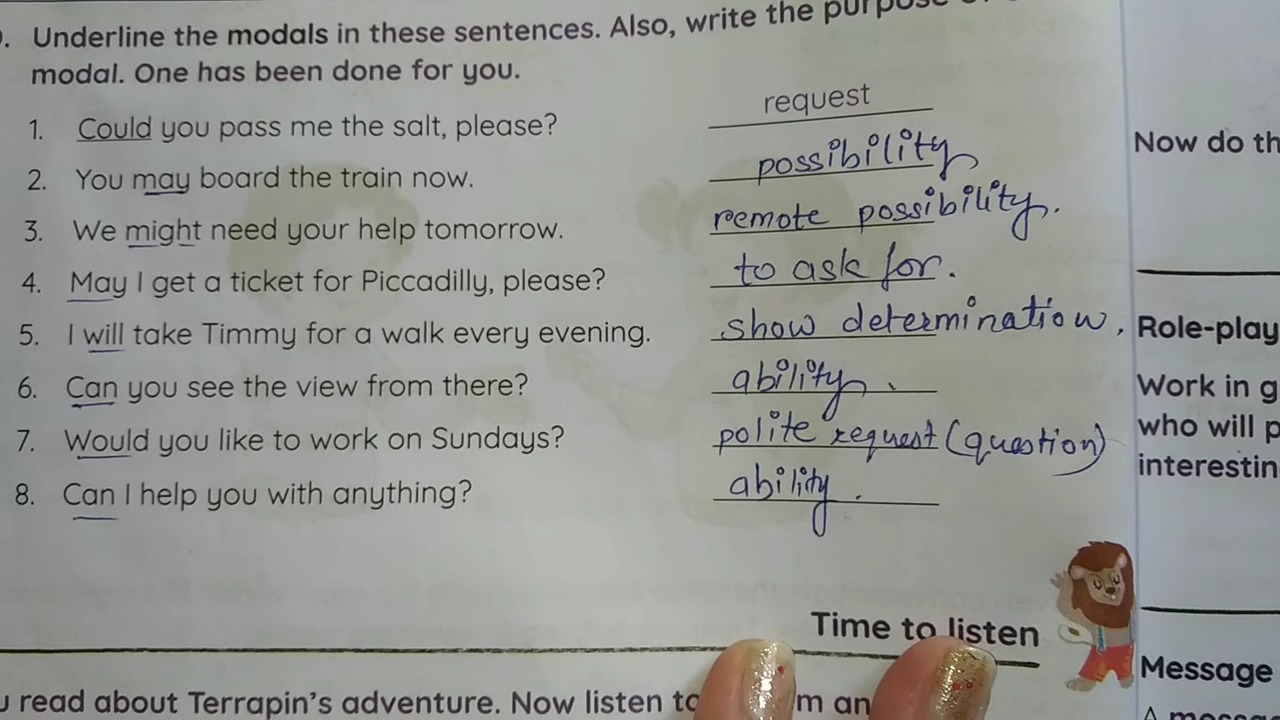 Underline the modals in these sentences. Also, write the purpose
modal. One has been done for you.
1. Could you pass me the salt, please? request
2. You may board the train now. possibility
3. We might need your help tomorrow. remote possibility.
4. May I get a ticket for Piccadilly, please? to ask for.
5. I will take Timmy for a walk every evening. show determination.
6. Can you see the view from there? ability.
7. Would you like to work on Sundays? polite request (question)
8. Can I help you with anything? ability.
Time to listen
read about Terrapin's adventure. Now listen
Now do
Role-play
Work in
who will
Message